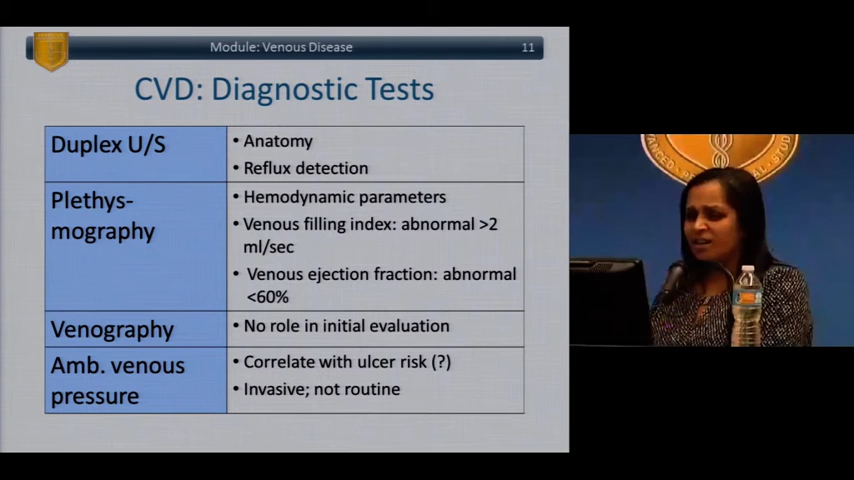 Module: Venous Disease 11
CVD: Diagnostic Tests
Duplex U/S
• Anatomy
• Reflux detection
Plethys-
mography
• Hemodynamic parameters
• Venous filling index: abnormal >2
ml/sec
• Venous ejection fraction: abnormal
<60%
Venography
• No role in initial evaluation
Amb. venous
pressure
• Correlate with ulcer risk (?)
• Invasive; not routine